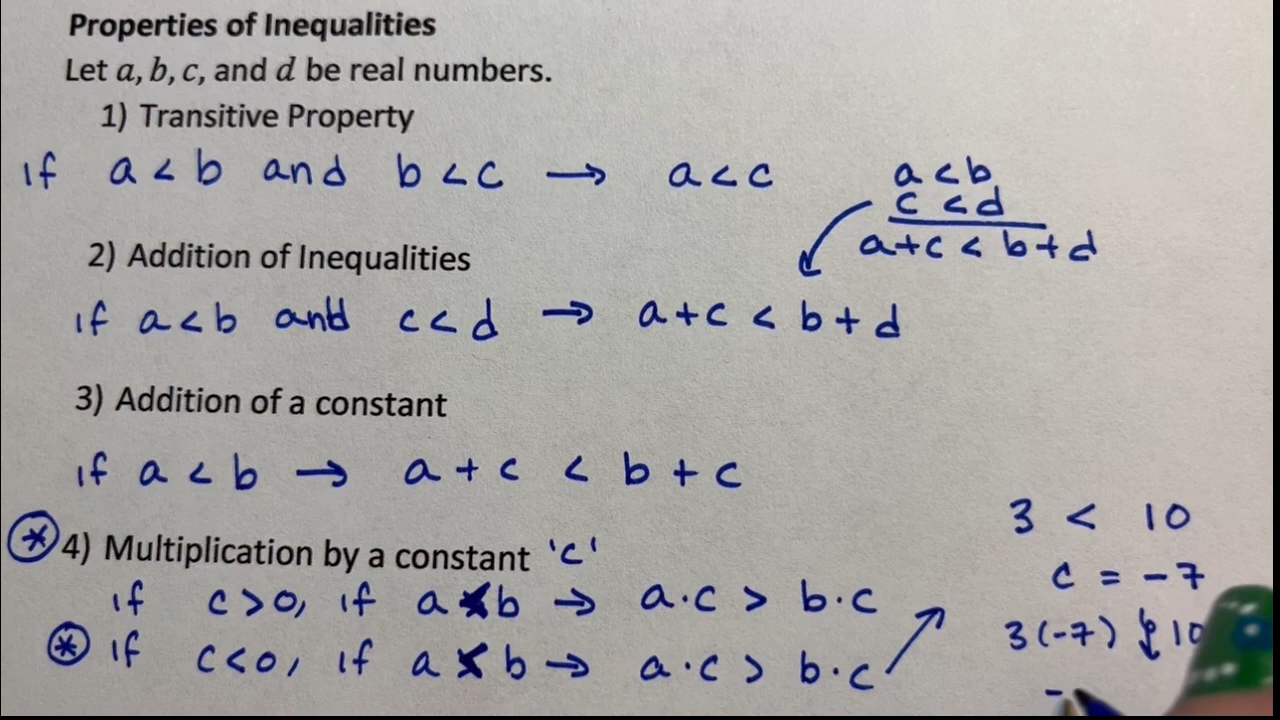 Properties of Inequalities
Let a, b, c, and d be real numbers.
1) Transitive Property
if a < b and b < c → a < c
a < b
c < d
a + c < b + d
2) Addition of Inequalities
if a < b and c < d → a + c < b + d
3) Addition of a constant
if a < b → a + c < b + c
* 4) Multiplication by a constant 'c'
if c > 0, if a b → a · c > b · c
* if c < 0, if a b → a · c > b · c
3 < 10
c = -7
3(-7) 10
-